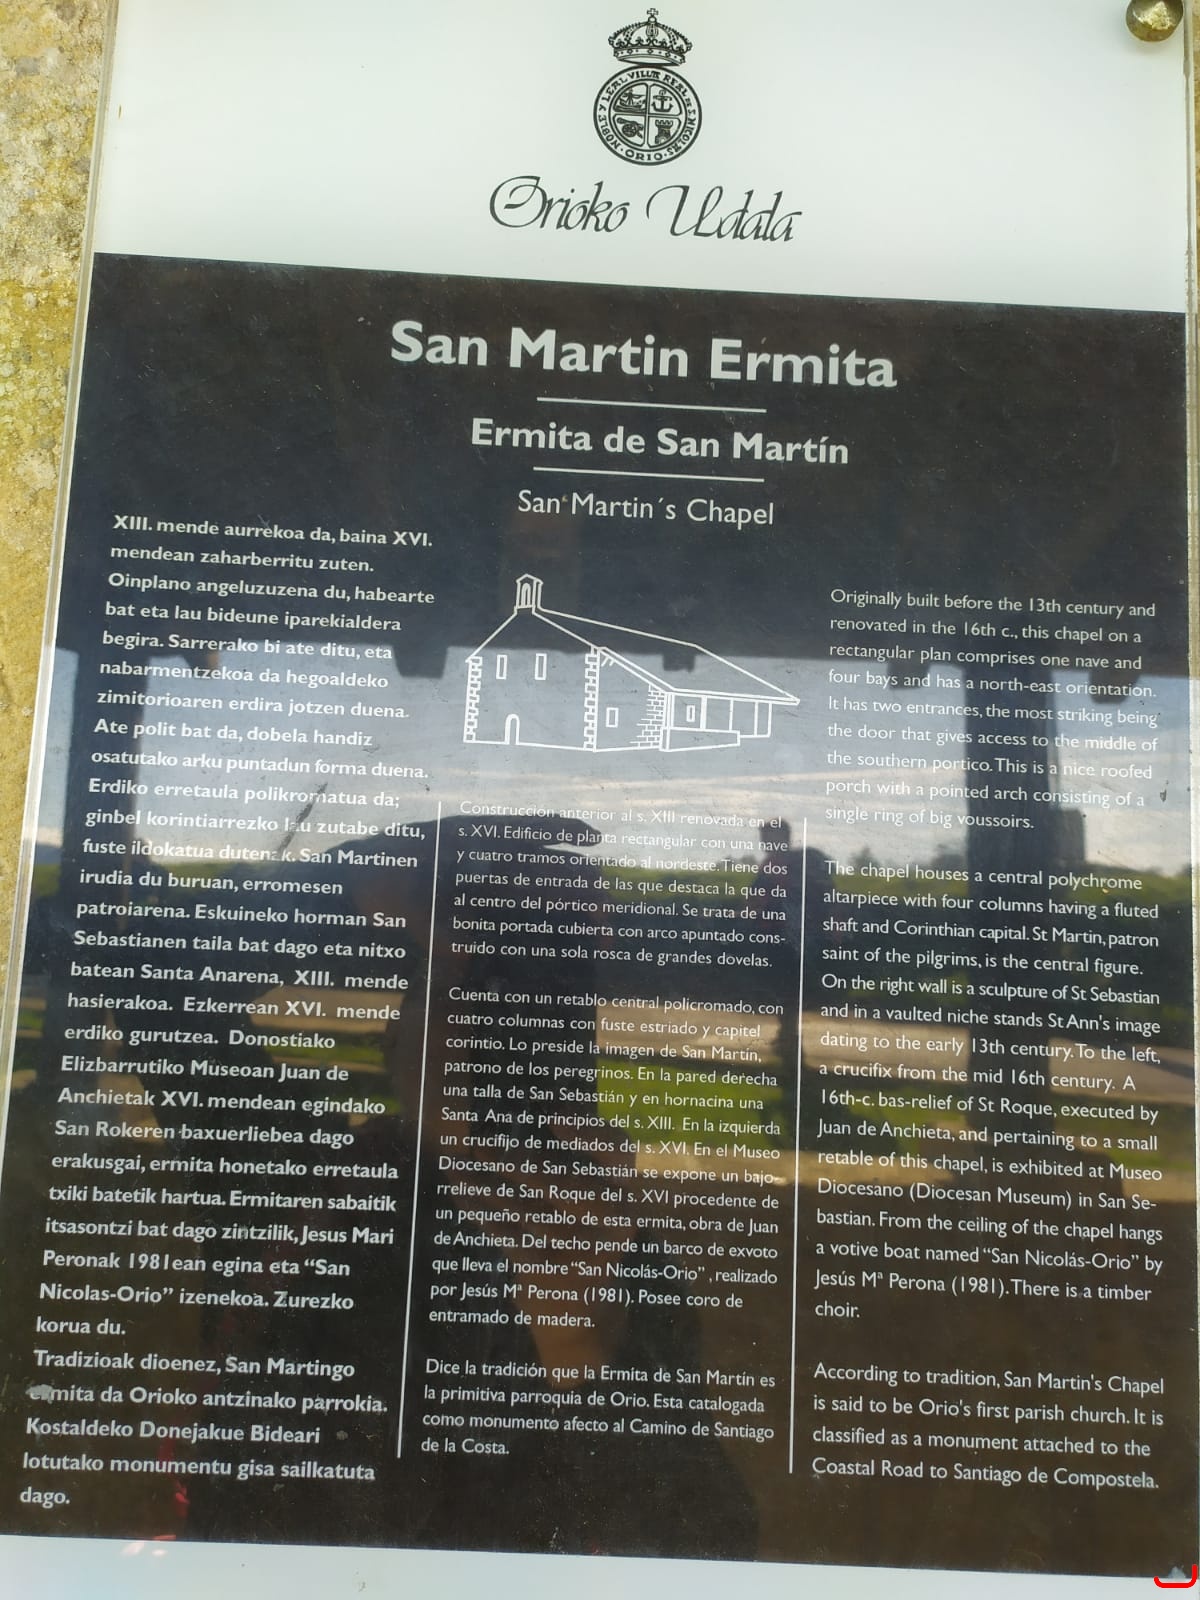 NOBLE Y LEAL VILLA REAL DE S. NICOLAS · ORIO ·
Orioko Udala
San Martin Ermita
Ermita de San Martín
San Martin´s Chapel
XIII. mende aurrekoa da, baina XVI.
mendean zaharberritu zuten.
Oinplano angeluzuzena du, habearte
bat eta lau bideune iparekialdera
begira. Sarrerako bi ate ditu, eta
nabarmentzekoa da hegoaldeko
zimitorioaren erdira jotzen duena.
Ate polit bat da, dobela handiz
osatutako arku puntadun forma duena.
Erdiko erretaula polikromatua da;
ginbel korintiarrezko lau zutabe ditu,
fuste ildokatua dutenak. San Martinen
irudia du buruan, erromesen
patroiarena. Eskuineko horman San
Sebastianen taila bat dago eta nitxo
batean Santa Anarena, XIII. mende
hasierakoa. Ezkerrean XVI. mende
erdiko gurutzea. Donostiako
Elizbarrutiko Museoan Juan de
Anchietak XVI. mendean egindako
San Rokeren baxuerliebea dago
erakusgai, ermita honetako erretaula
txiki batetik hartua. Ermitaren sabaitik
itsasontzi bat dago zintzilik, Jesus Mari
Peronak 1981ean egina eta “San
Nicolas-Orio” izenekoa. Zurezko
korua du.
Tradizioak dioenez, San Martingo
ermita da Orioko antzinako parrokia.
Kostaldeko Donejakue Bideari
lotutako monumentu gisa sailkatuta
dago.
Construcción anterior al s. XIII renovada en el
s. XVI. Edificio de planta rectangular con una nave
y cuatro tramos orientado al nordeste. Tiene dos
puertas de entrada de las que destaca la que da
al centro del pórtico meridional. Se trata de una
bonita portada cubierta con arco apuntado cons-
truido con una sola rosca de grandes dovelas.
Cuenta con un retablo central policromado, con
cuatro columnas con fuste estriado y capitel
corintio. Lo preside la imagen de San Martín,
patrono de los peregrinos. En la pared derecha
una talla de San Sebastián y en hornacina una
Santa Ana de principios del s. XIII. En la izquierda
un crucifijo de mediados del s. XVI. En el Museo
Diocesano de San Sebastián se expone un bajo-
rrelieve de San Roque del s. XVI procedente de
un pequeño retablo de esta ermita, obra de Juan
de Anchieta. Del techo pende un barco de exvoto
que lleva el nombre “San Nicolás-Orio” , realizado
por Jesús Mª Perona (1981). Posee coro de
entramado de madera.
Dice la tradición que la Ermita de San Martín es
la primitiva parroquia de Orio. Esta catalogada
como monumento afecto al Camino de Santiago
de la Costa.
Originally built before the 13th century and
renovated in the 16th c., this chapel on a
rectangular plan comprises one nave and
four bays and has a north-east orientation.
It has two entrances, the most striking being
the door that gives access to the middle of
the southern portico. This is a nice roofed
porch with a pointed arch consisting of a
single ring of big voussoirs.
The chapel houses a central polychrome
altarpiece with four columns having a fluted
shaft and Corinthian capital. St Martin, patron
saint of the pilgrims, is the central figure.
On the right wall is a sculpture of St Sebastian
and in a vaulted niche stands St Ann's image
dating to the early 13th century. To the left,
a crucifix from the mid 16th century. A
16th-c. bas-relief of St Roque, executed by
Juan de Anchieta, and pertaining to a small
retable of this chapel, is exhibited at Museo
Diocesano (Diocesan Museum) in San Se-
bastian. From the ceiling of the chapel hangs
a votive boat named “San Nicolás-Orio” by
Jesús Mª Perona (1981). There is a timber
choir.
According to tradition, San Martin's Chapel
is said to be Orio's first parish church. It is
classified as a monument attached to the
Coastal Road to Santiago de Compostela.